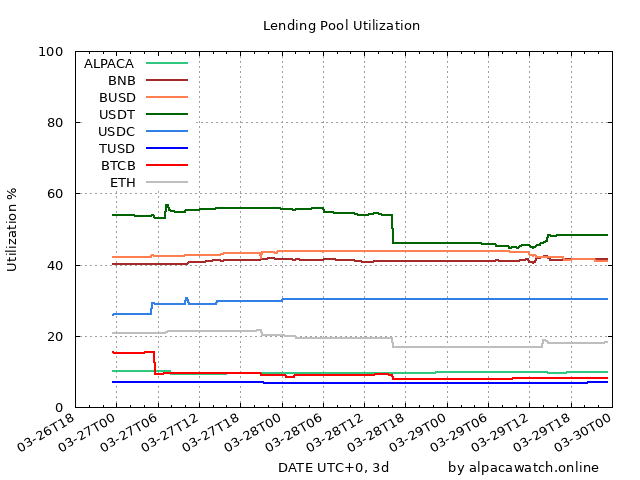 Lending Pool Utilization
100
80
60
40
20
0
Utilization %
ALPACA
BNB
BUSD
USDT
USDC
TUSD
BTCB
ETH
03-26T18
03-27T00
03-27T06
03-27T12
03-27T18
03-28T00
03-28T06
03-28T12
03-28T18
03-29T00
03-29T06
03-29T12
03-29T18
03-30T00
DATE UTC+0, 3d
by alpacawatch.online